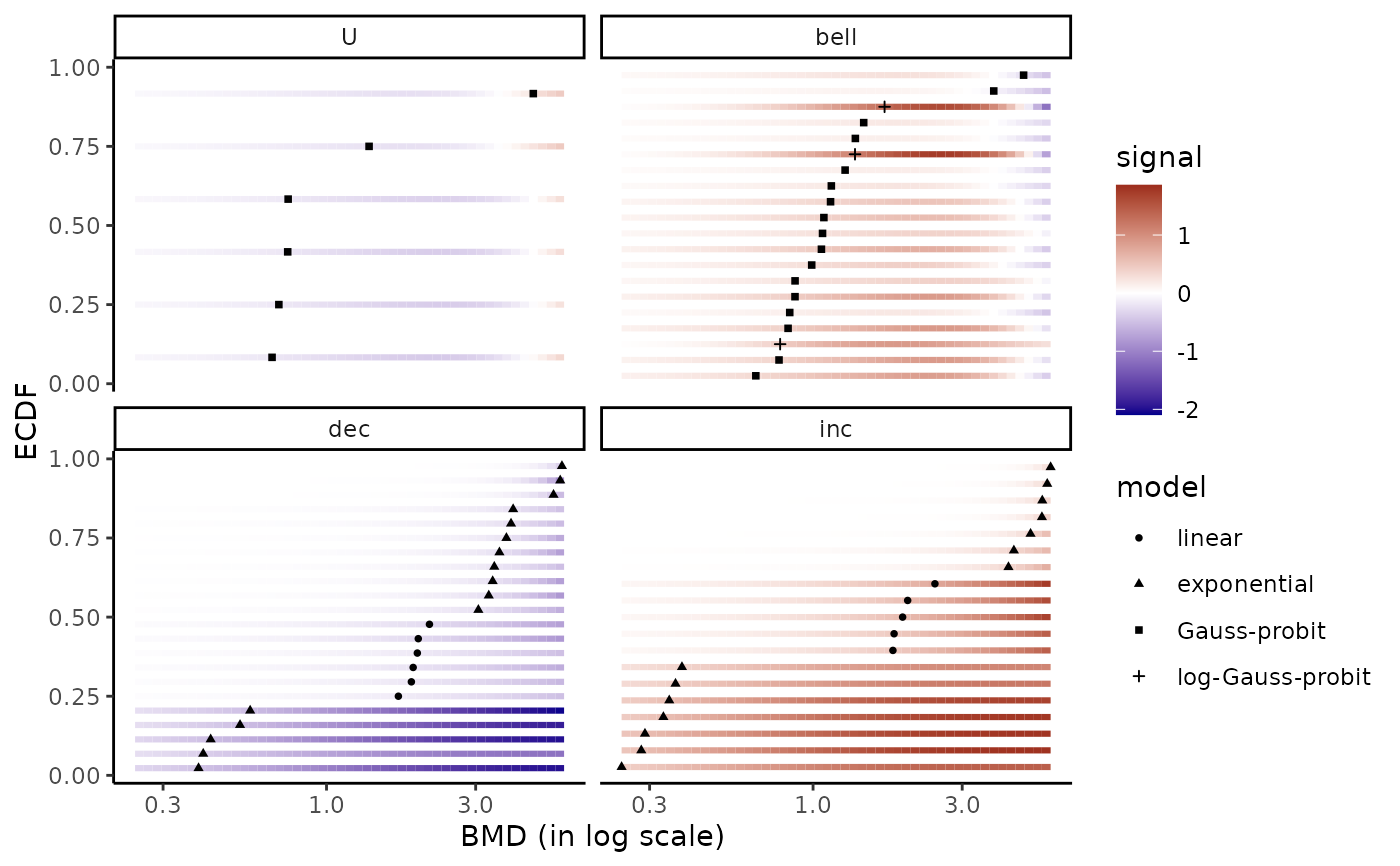 U
bell
1.00
0.75
0.50
0.25
0.00
dec
inc
1.00
0.75
0.50
0.25
0.00
0.3
1.0
3.0
0.3
1.0
3.0
ECDF
BMD (in log scale)
signal
1
0
-1
-2
model
linear
exponential
Gauss-probit
log-Gauss-probit